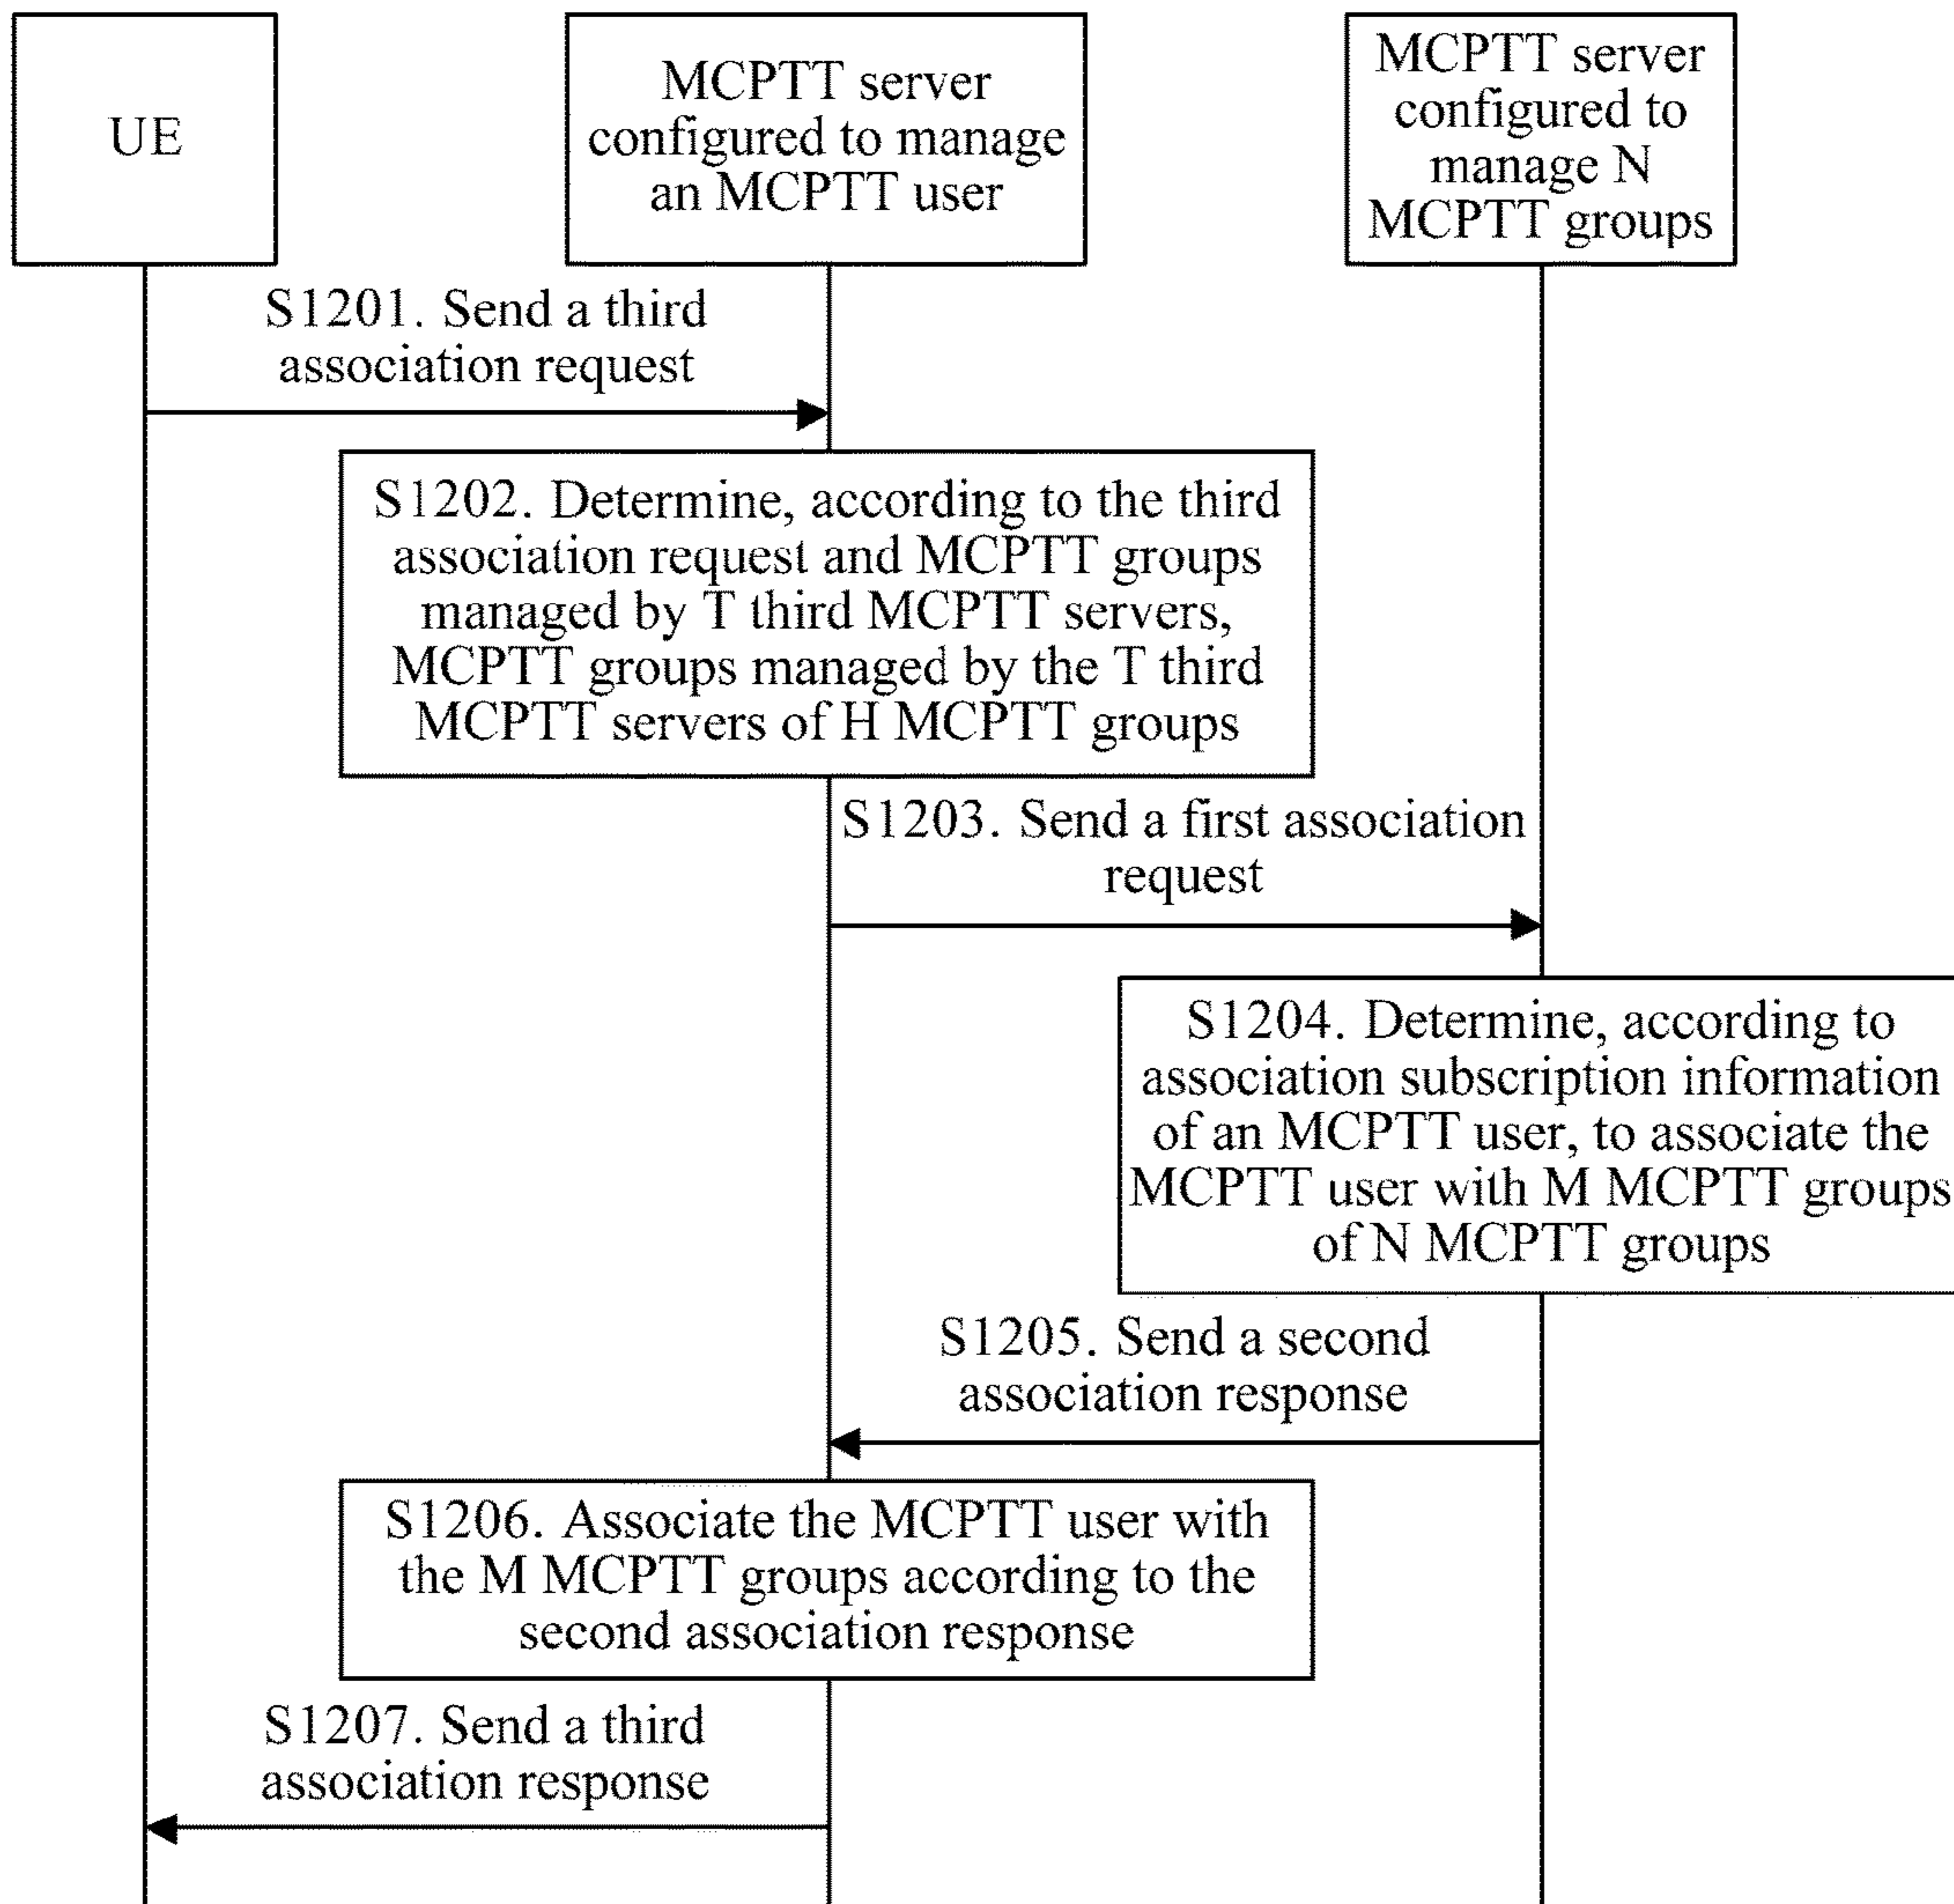 UE
MCPTT server
configured to manage
an MCPTT user
MCPTT server
configured to
manage N
MCPTT groups
S1201. Send a third
association request
S1202. Determine, according to the third
association request and MCPTT groups
managed by T third MCPTT servers,
MCPTT groups managed by the T third
MCPTT servers of H MCPTT groups
S1203. Send a first association
request
S1204. Determine, according to
association subscription information
of an MCPTT user, to associate the
MCPTT user with M MCPTT groups
of N MCPTT groups
S1205. Send a second
association response
S1206. Associate the MCPTT user with
the M MCPTT groups according to the
second association response
S1207. Send a third
association response